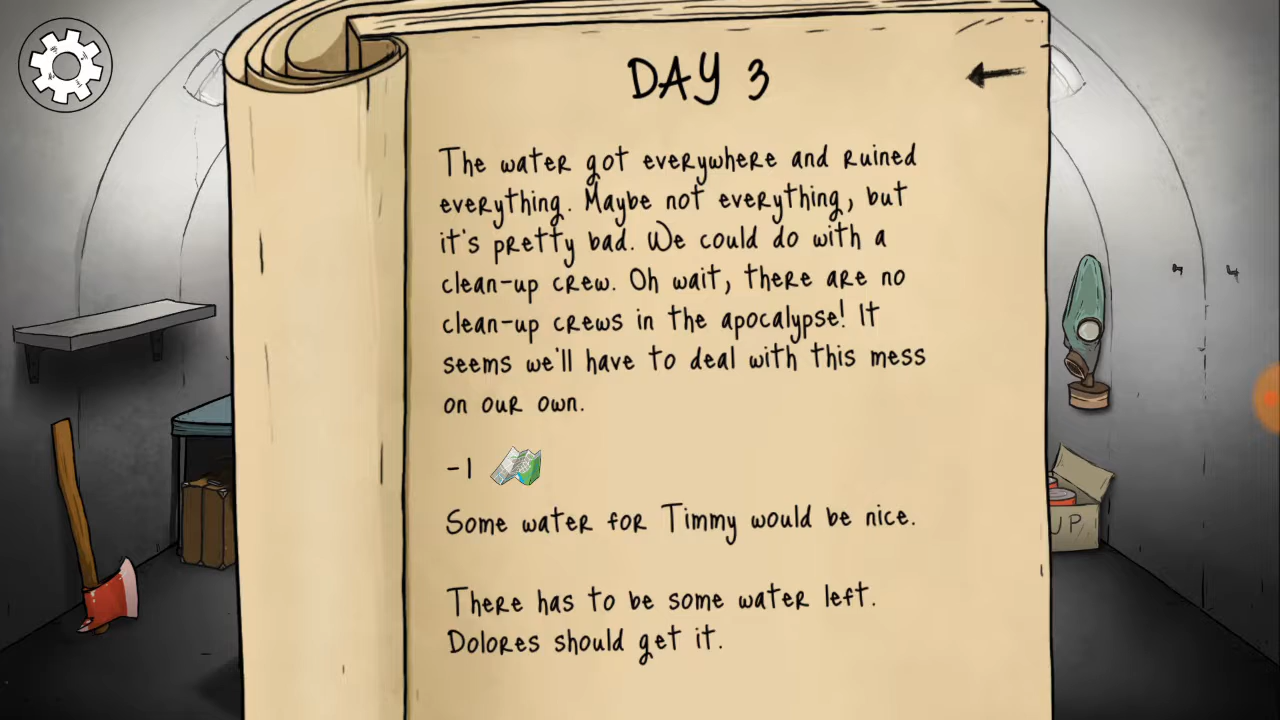 DAY 3
The water got everywhere and ruined
everything. Maybe not everything, but
it's pretty bad. We could do with a
clean-up crew. Oh wait, there are no
clean-up crews in the apocalypse! It
seems we'll have to deal with this mess
on our own.
-1
Some water for Timmy would be nice.
UP
There has to be some water left.
Dolores should get it.